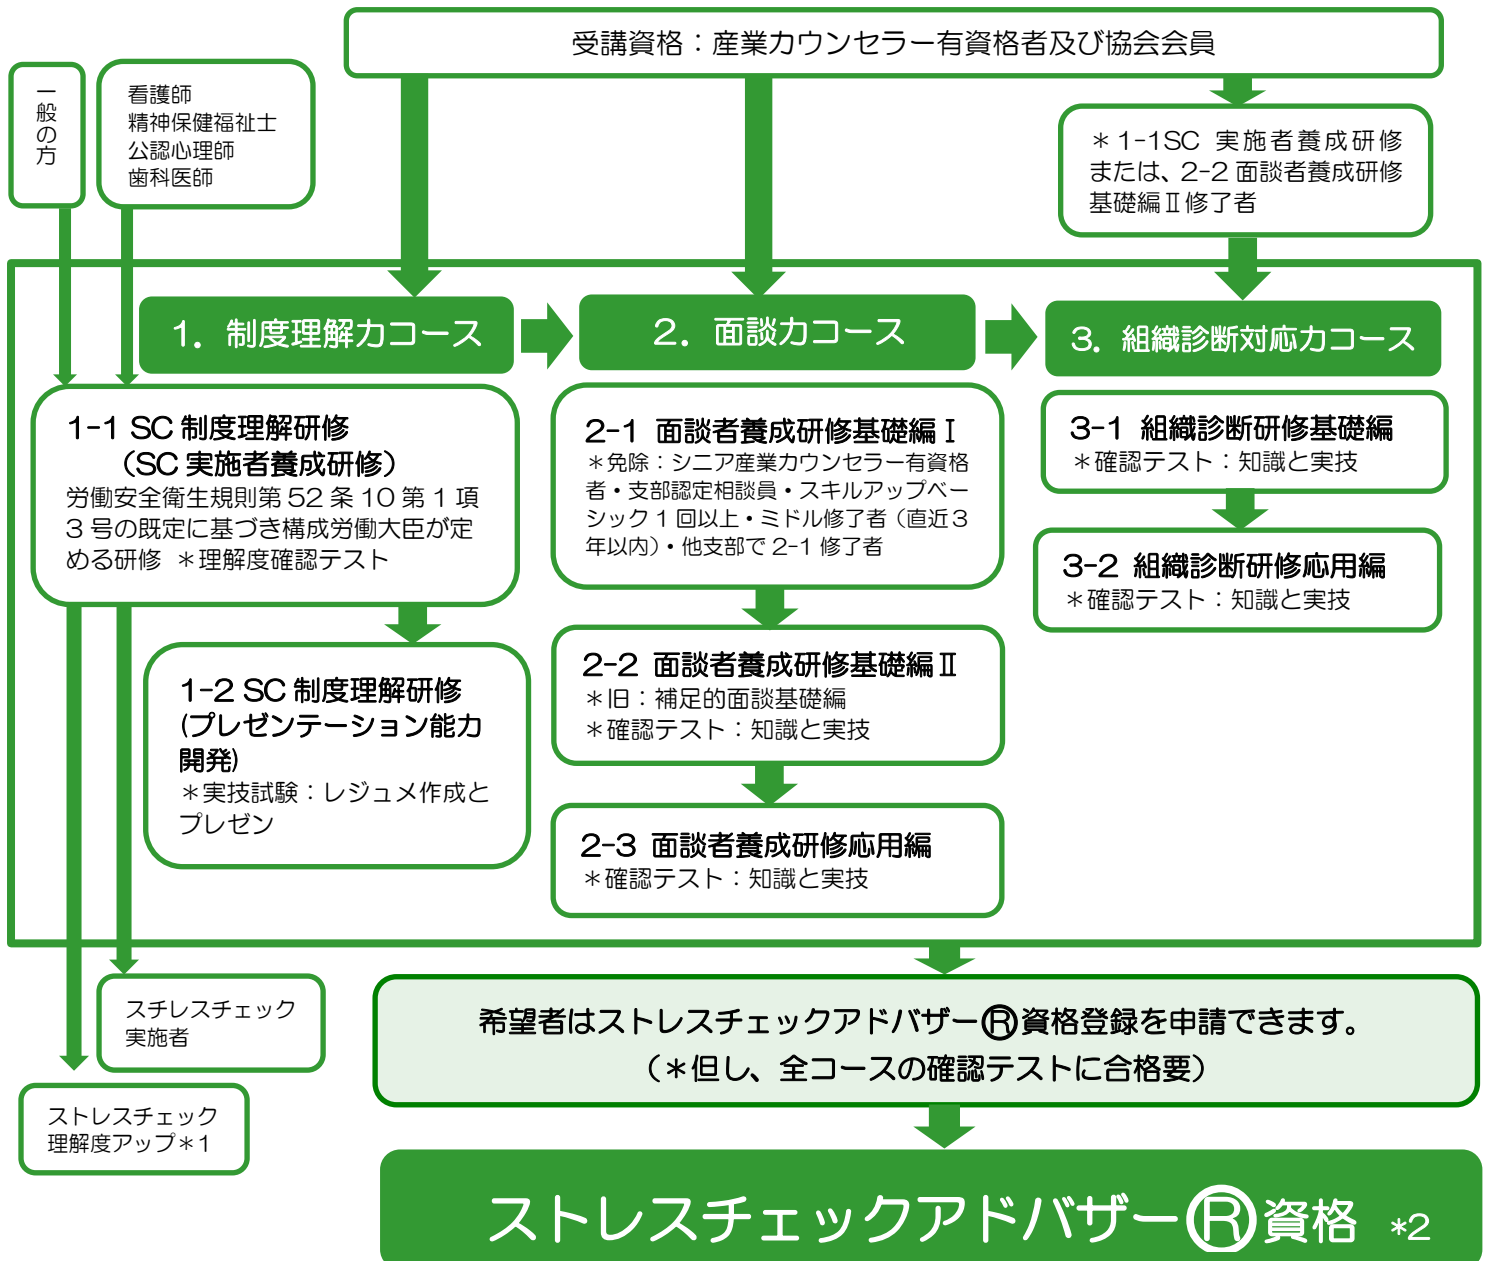 受講資格：産業カウンセラー有資格者及び協会会員
一般の方
看護師
精神保健福祉士
公認心理師
歯科医師
＊1-1SC 実施者養成研修
または、2-2 面談者養成研修
基礎編Ⅱ修了者
1．制度理解力コース
2．面談力コース
3．組織診断対応力コース
1-1 SC 制度理解研修
（SC 実施者養成研修）
労働安全衛生規則第 52 条 10 第 1 項
3 号の既定に基づき構成労働大臣が定
める研修 ＊理解度確認テスト
1-2 SC 制度理解研修
(プレゼンテーション能力
開発)
＊実技試験：レジュメ作成と
プレゼン
2-1 面談者養成研修基礎編Ⅰ
＊免除：シニア産業カウンセラー有資格
者・支部認定相談員・スキルアップベー
シック 1 回以上・ミドル修了者（直近３
年以内）・他支部で 2-1 修了者
2-2 面談者養成研修基礎編Ⅱ
＊旧：補足的面談基礎編
＊確認テスト：知識と実技
2-3 面談者養成研修応用編
＊確認テスト：知識と実技
3-1 組織診断研修基礎編
＊確認テスト：知識と実技
3-2 組織診断研修応用編
＊確認テスト：知識と実技
スチレスチェック
実施者
ストレスチェック
理解度アップ＊1
希望者はストレスチェックアドバザーⓇ資格登録を申請できます。
（＊但し、全コースの確認テストに合格要）
ストレスチェックアドバザーⓇ資格 *2